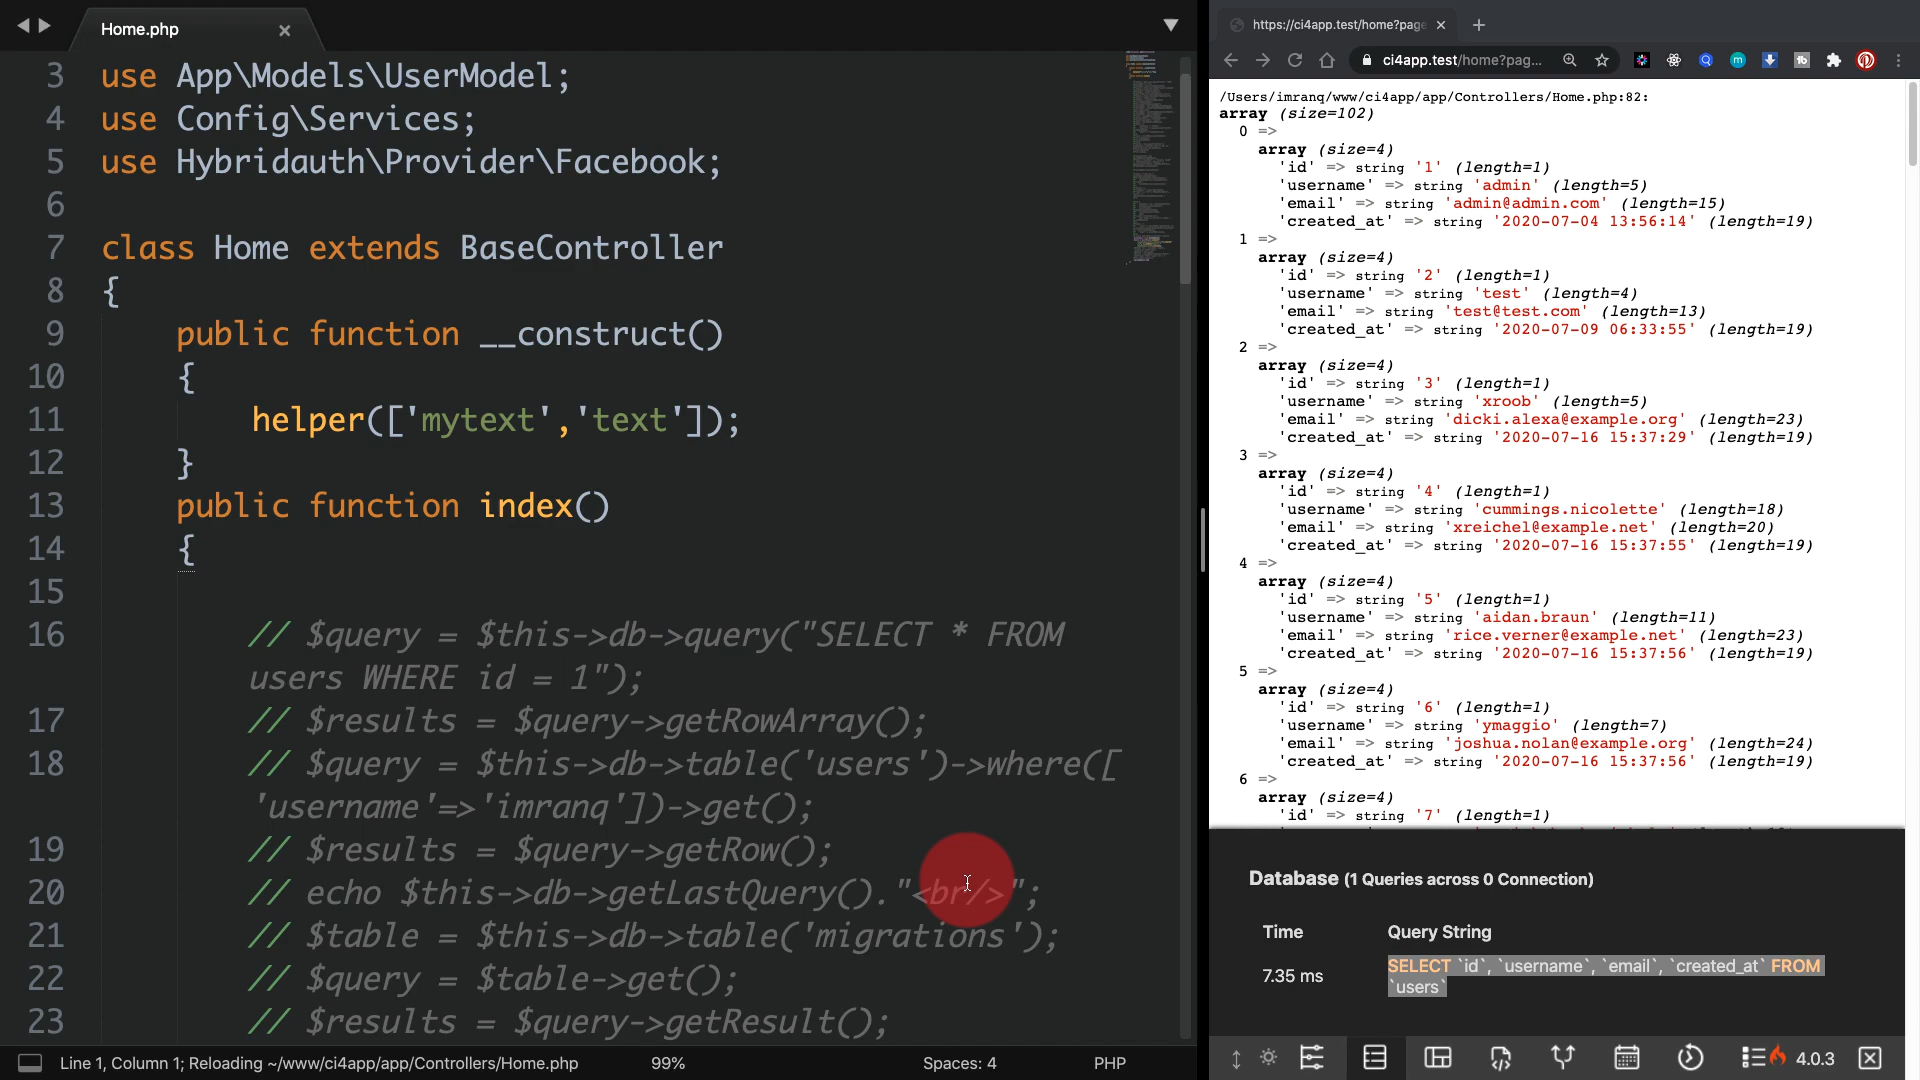 Home.php
3 use App\Models\UserModel;
4 use Config\Services;
5 use Hybridauth\Provider\Facebook;
6
7 class Home extends BaseController
8 {
9 public function __construct()
10 {
11 helper(['mytext','text']);
12 }
13 public function index()
14 {
15
16 // $query = $this->db->query("SELECT * FROM
users WHERE id = 1");
17 // $results = $query->getRowArray();
18 // $query = $this->db->table('users')->where([
'username'=>'imranq'])->get();
19 // $results = $query->getRow();
20 // echo $this->db->getLastQuery()."<br/>";
21 // $table = $this->db->table('migrations');
22 // $query = $table->get();
23 // $results = $query->getResult();
Line 1, Column 1; Reloading ~/www/ci4app/app/Controllers/Home.php 99% Spaces: 4 PHP
https://ci4app.test/home?page
ci4app.test/home?pag...
/Users/imranq/www/ci4app/app/Controllers/Home.php:82:
array (size=102)
0 =>
array (size=4)
'id' => string '1' (length=1)
'username' => string 'admin' (length=5)
'email' => string 'admin@admin.com' (length=15)
'created_at' => string '2020-07-04 13:56:14' (length=19)
1 =>
array (size=4)
'id' => string '2' (length=1)
'username' => string 'test' (length=4)
'email' => string 'test@test.com' (length=13)
'created_at' => string '2020-07-09 06:33:55' (length=19)
2 =>
array (size=4)
'id' => string '3' (length=1)
'username' => string 'xroob' (length=5)
'email' => string 'dicki.alexa@example.org' (length=23)
'created_at' => string '2020-07-16 15:37:29' (length=19)
3 =>
array (size=4)
'id' => string '4' (length=1)
'username' => string 'cummings.nicolette' (length=18)
'email' => string 'xreichel@example.net' (length=20)
'created_at' => string '2020-07-16 15:37:55' (length=19)
4 =>
array (size=4)
'id' => string '5' (length=1)
'username' => string 'aidan.braun' (length=11)
'email' => string 'rice.verner@example.net' (length=23)
'created_at' => string '2020-07-16 15:37:56' (length=19)
5 =>
array (size=4)
'id' => string '6' (length=1)
'username' => string 'ymaggio' (length=7)
'email' => string 'joshua.nolan@example.org' (length=24)
'created_at' => string '2020-07-16 15:37:56' (length=19)
6 =>
array (size=4)
'id' => string '7' (length=1)
Database (1 Queries across 0 Connection)
Time Query String
7.35 ms SELECT `id`, `username`, `email`, `created_at` FROM
`users`
4.0.3